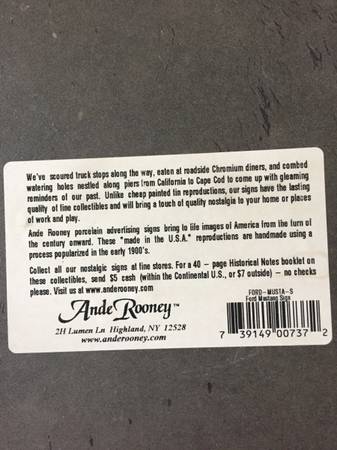 We've scoured truck stops along the way, eaten at roadside Chromium diners, and combed
watering holes nestled along piers from California to Cape Cod to come up with gleaming
reminders of our past. Unlike cheap painted tin reproductions, our signs have the lasting
quality of fine collectibles and will bring a touch of quality nostalgia to your home or places
of work and play.
Ande Rooney porcelain advertising signs bring to life images of America from the turn of
the century onward. These "made in the U.S.A." reproductions are handmade using a
process popularized in the early 1900's.
Collect all our nostalgic signs at fine stores. For a 40 - page Historical Notes booklet on
these collectibles, send $5 cash (within the Continental U.S., or $7 outside) - no checks
please. Visit us at www.anderooney.com
Ande Rooney™
2H Lumen Ln Highland, NY 12528
www.anderooney.com
FORD-MUSTA-S
Ford Mustang Sign
7 39149 00737 2